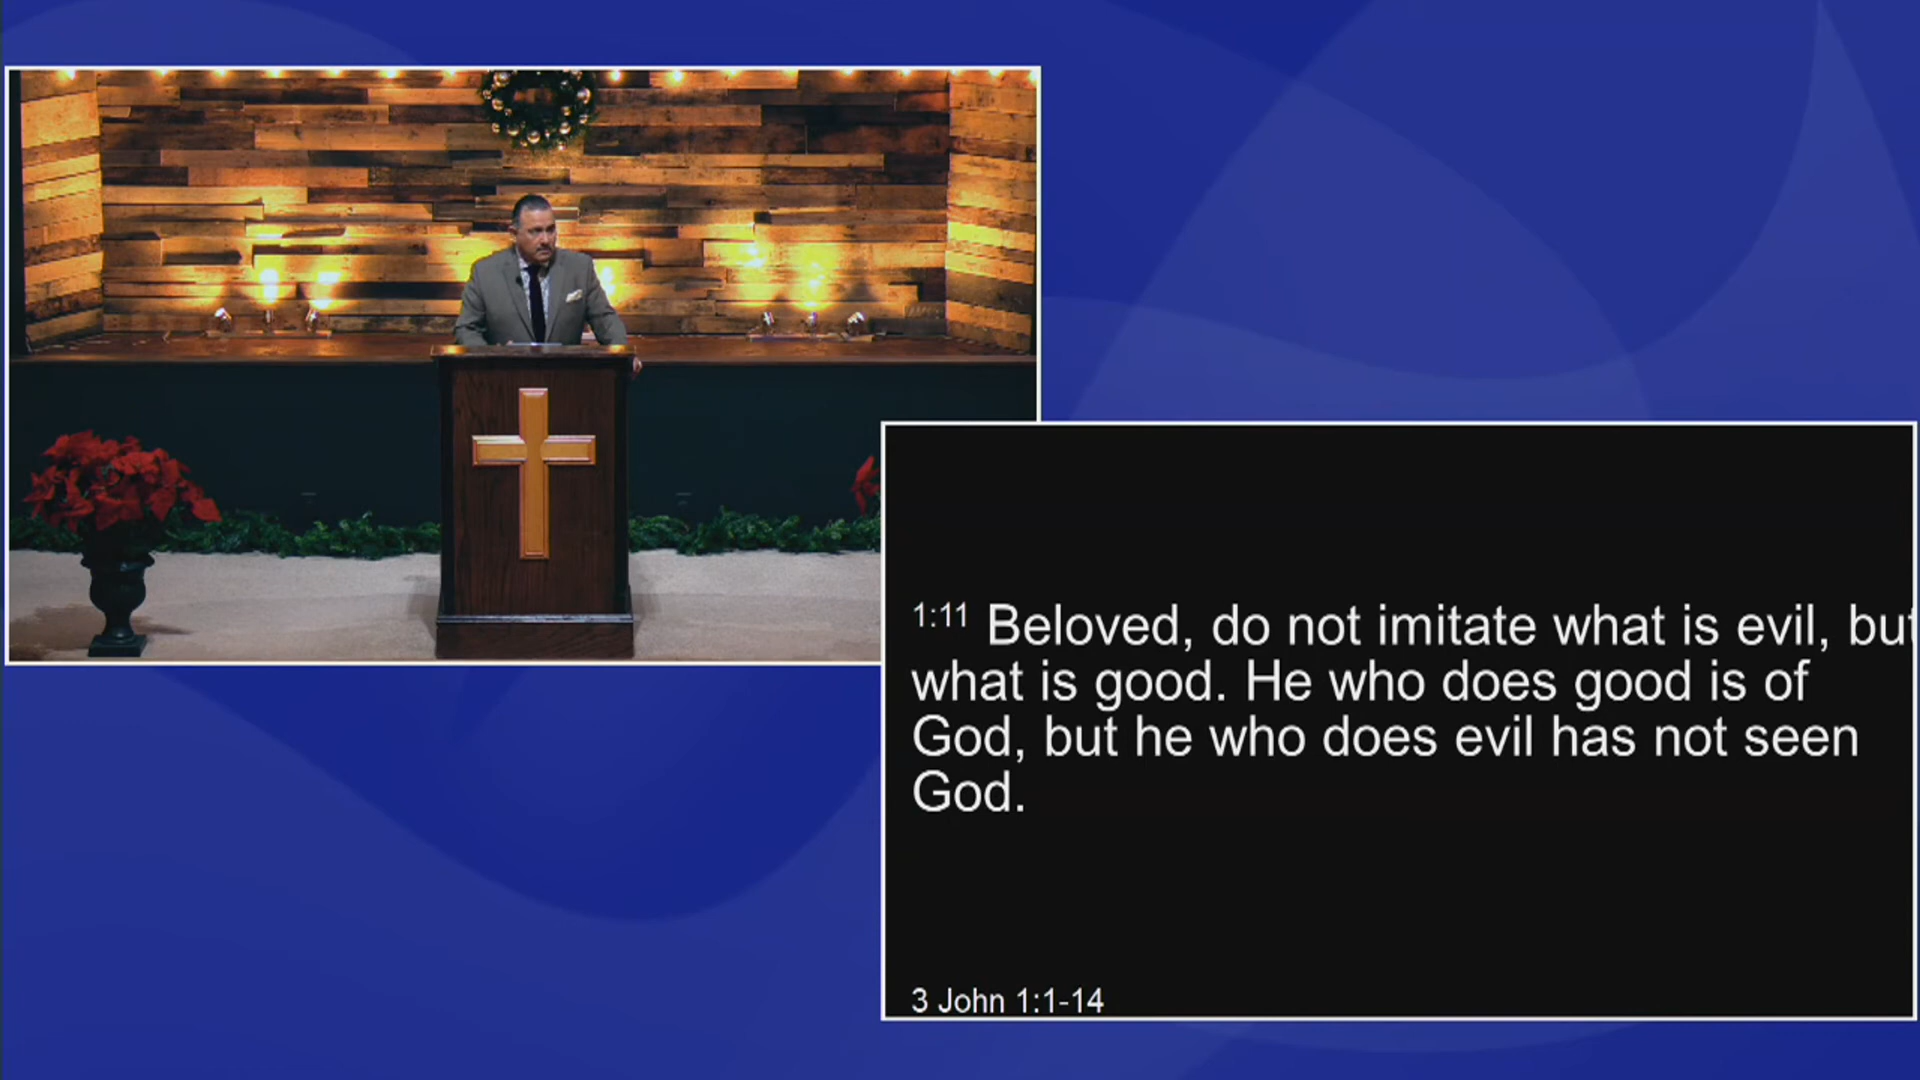 1:11 Beloved, do not imitate what is evil, but
what is good. He who does good is of
God, but he who does evil has not seen
God.
3 John 1:1-14